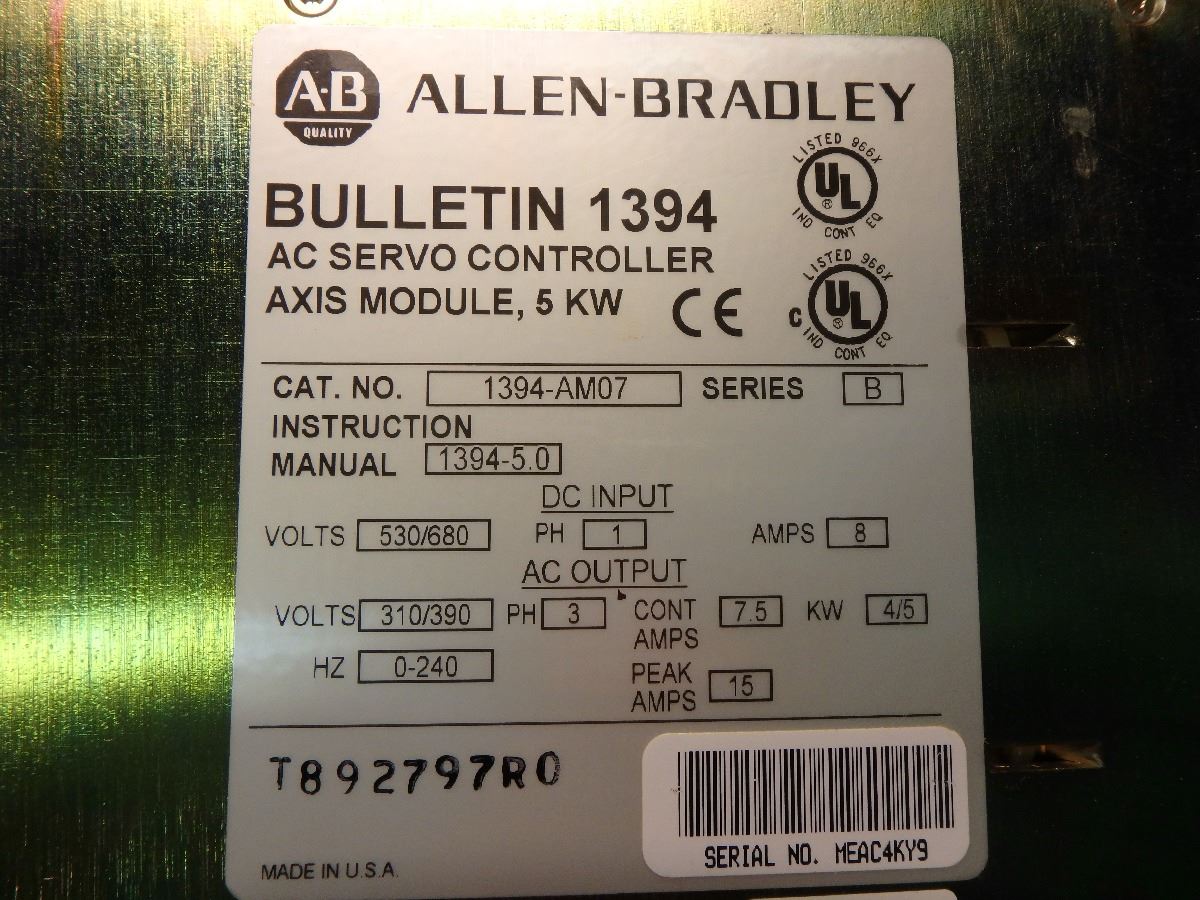 A-B ALLEN-BRADLEY
QUALITY
LISTED 966X
UL ®
IND CONT EQ
BULLETIN 1394
AC SERVO CONTROLLER
AXIS MODULE, 5 KW CE
LISTED 966X
C UL ®
IND CONT EQ
CAT. NO. 1394-AM07 SERIES B
INSTRUCTION
MANUAL 1394-5.0
DC INPUT
VOLTS 530/680 PH 1 AMPS 8
AC OUTPUT
VOLTS 310/390 PH 3 CONT AMPS 7.5 KW 4/5
HZ 0-240 PEAK AMPS 15
T892797R0
SERIAL NO. MEAC4KY9
MADE IN U.S.A.